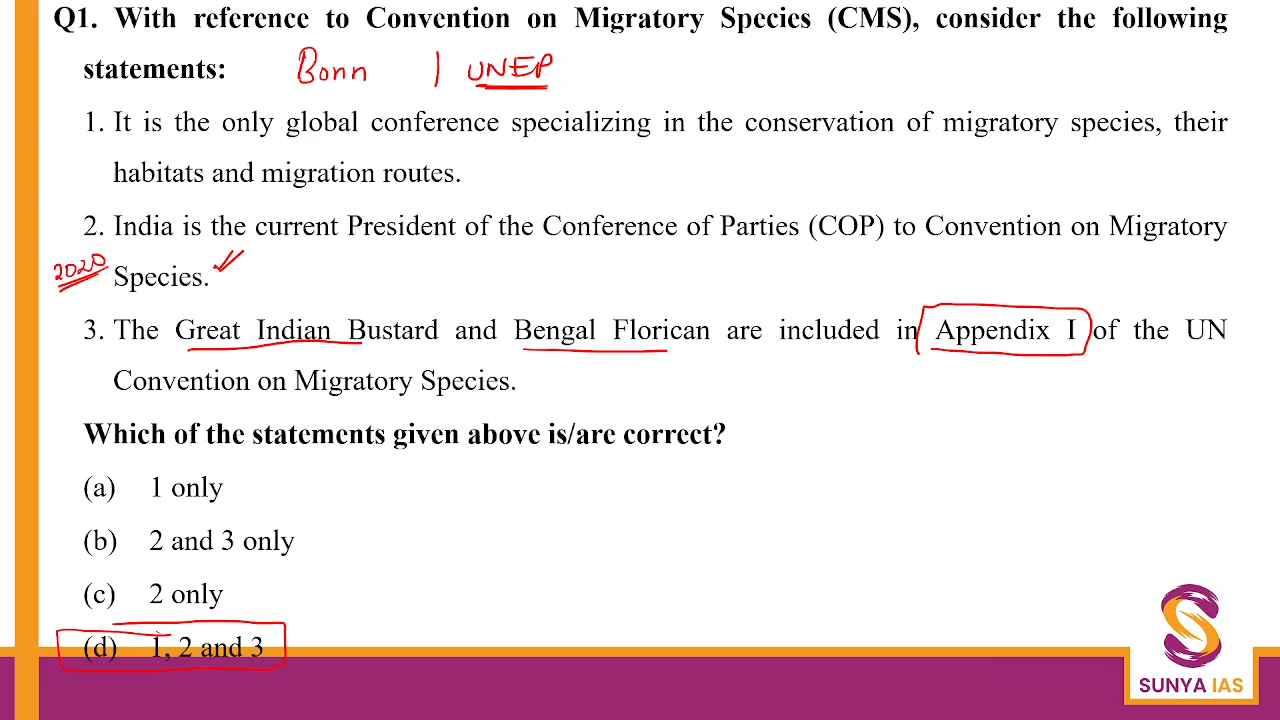 Q1. With reference to Convention on Migratory Species (CMS), consider the following
statements: Bonn | UNEP
1. It is the only global conference specializing in the conservation of migratory species, their
habitats and migration routes.
2. India is the current President of the Conference of Parties (COP) to Convention on Migratory
2020 Species.
3. The Great Indian Bustard and Bengal Florican are included in Appendix I of the UN
Convention on Migratory Species.
Which of the statements given above is/are correct?
(a) 1 only
(b) 2 and 3 only
(c) 2 only
(d) 1, 2 and 3
SUNYA IAS